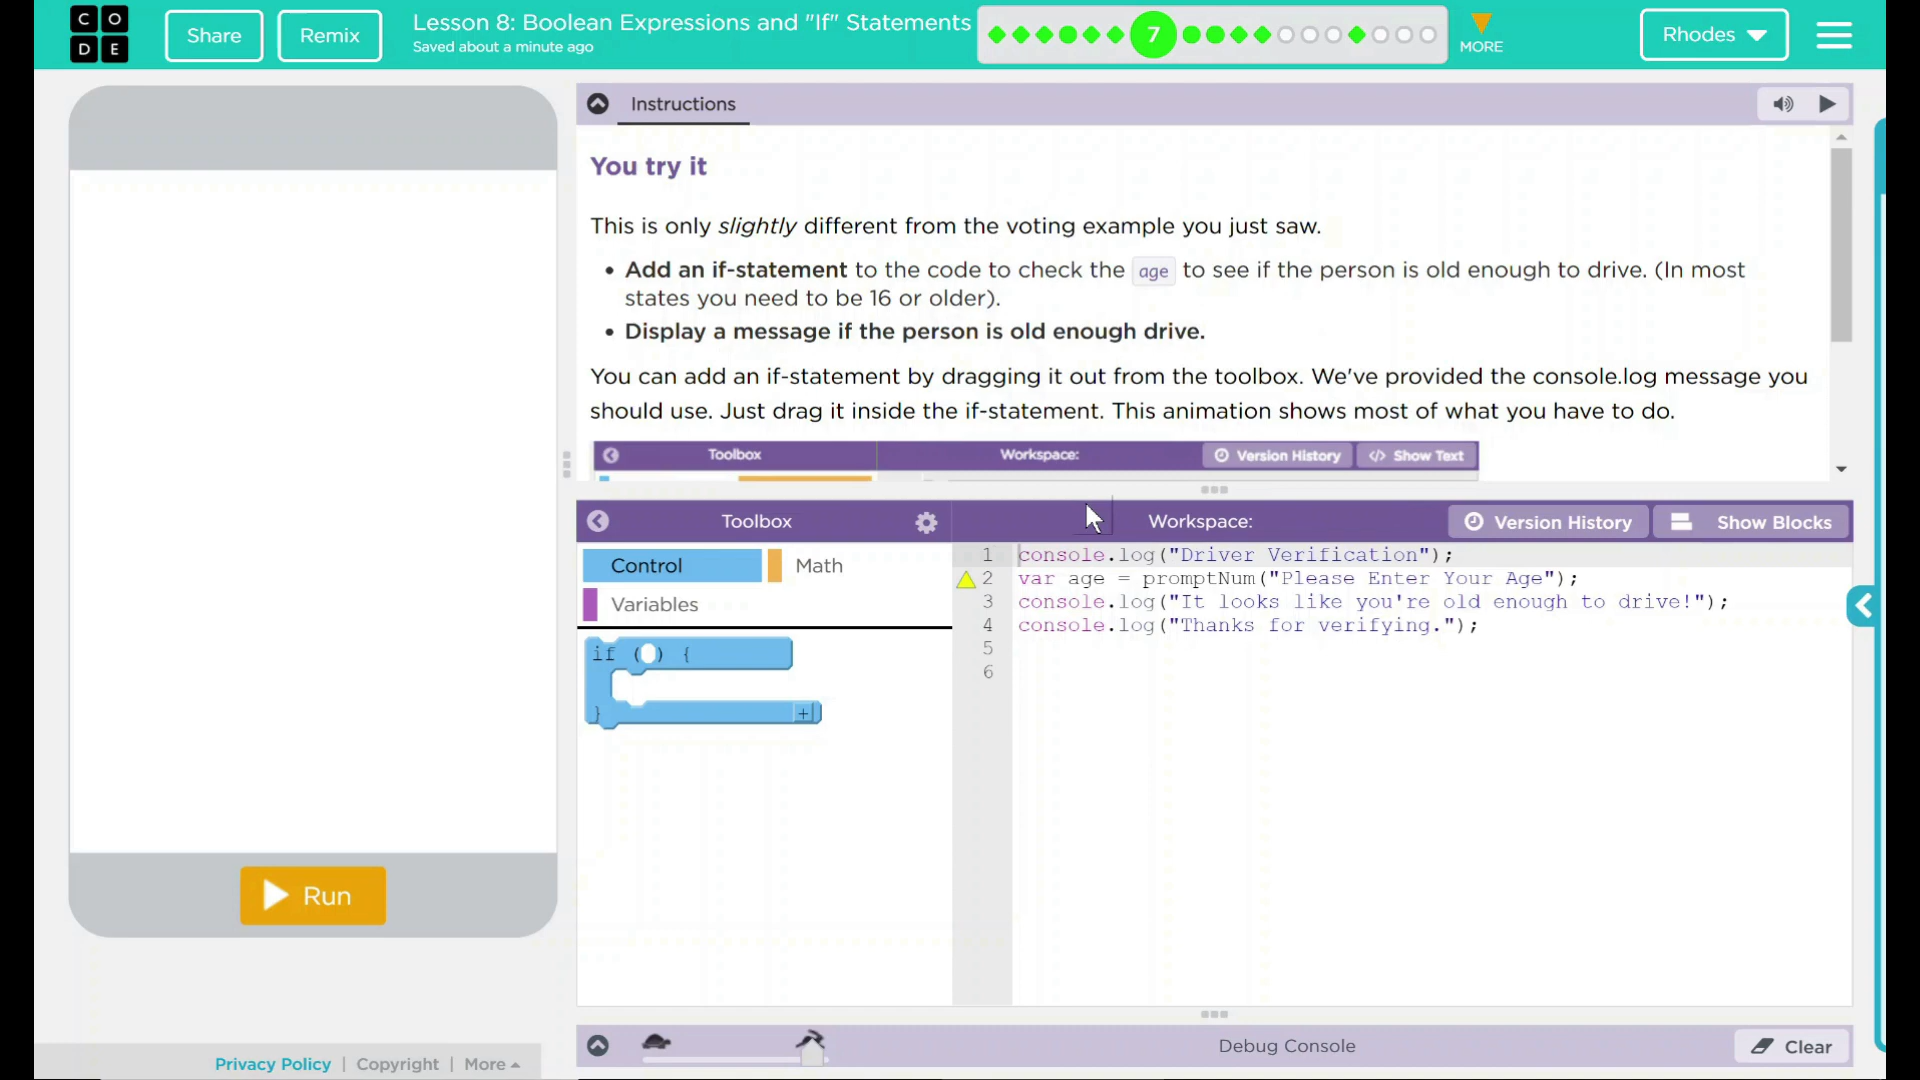 CODE
Share
Remix
Lesson 8: Boolean Expressions and "If" Statements
Saved about a minute ago
7
MORE
Rhodes
Instructions
You try it
This is only slightly different from the voting example you just saw.
• Add an if-statement to the code to check the age to see if the person is old enough to drive. (In most
states you need to be 16 or older).
• Display a message if the person is old enough drive.
You can add an if-statement by dragging it out from the toolbox. We've provided the console.log message you
should use. Just drag it inside the if-statement. This animation shows most of what you have to do.
Toolbox
Workspace:
Version History
</> Show Text
Toolbox
Workspace:
Version History
Show Blocks
Control
Math
Variables
if ( ) {
} +
1 console.log("Driver Verification");
2 var age = promptNum("Please Enter Your Age");
3 console.log("It looks like you're old enough to drive!");
4 console.log("Thanks for verifying.");
5
6
Run
Debug Console
Clear
Privacy Policy | Copyright | More